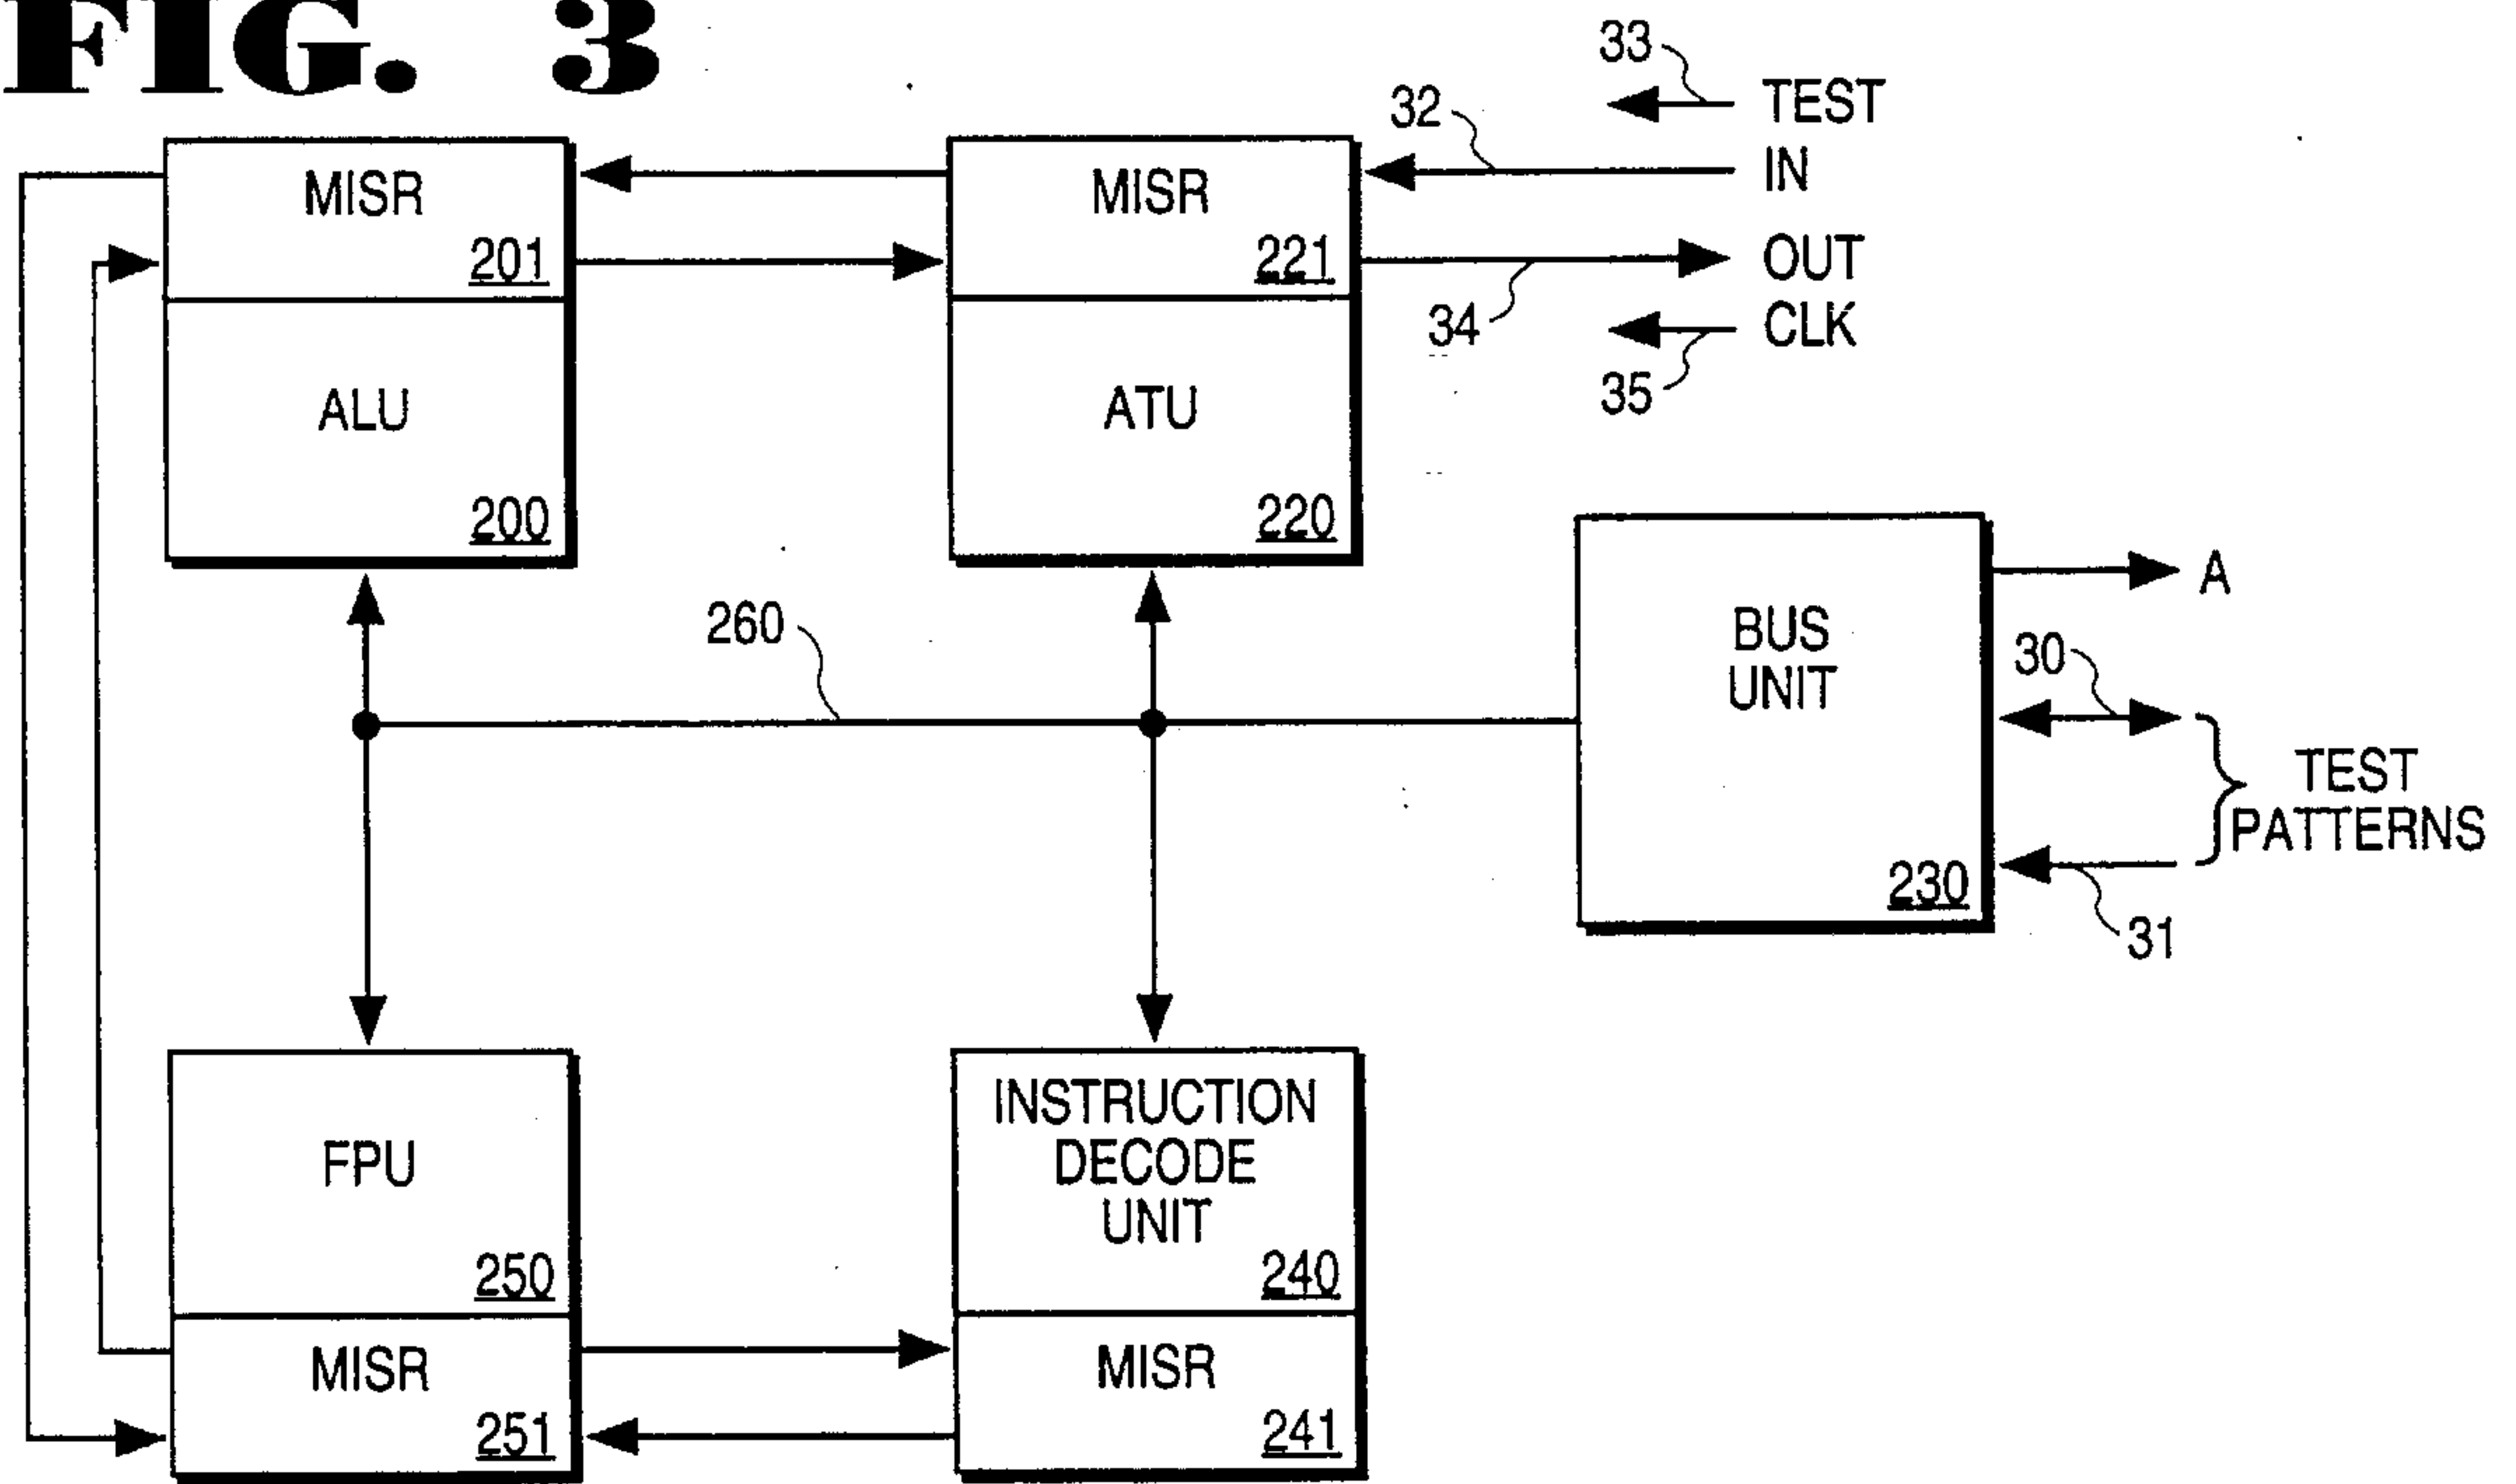 FIG. 3
33
TEST
32
IN
MISR
201
MISR
221
OUT
34
CLK
35
ALU
200
ATU
220
260
BUS
UNIT
230
A
30
TEST
PATTERNS
31
FPU
250
INSTRUCTION
DECODE
UNIT
240
MISR
251
MISR
241